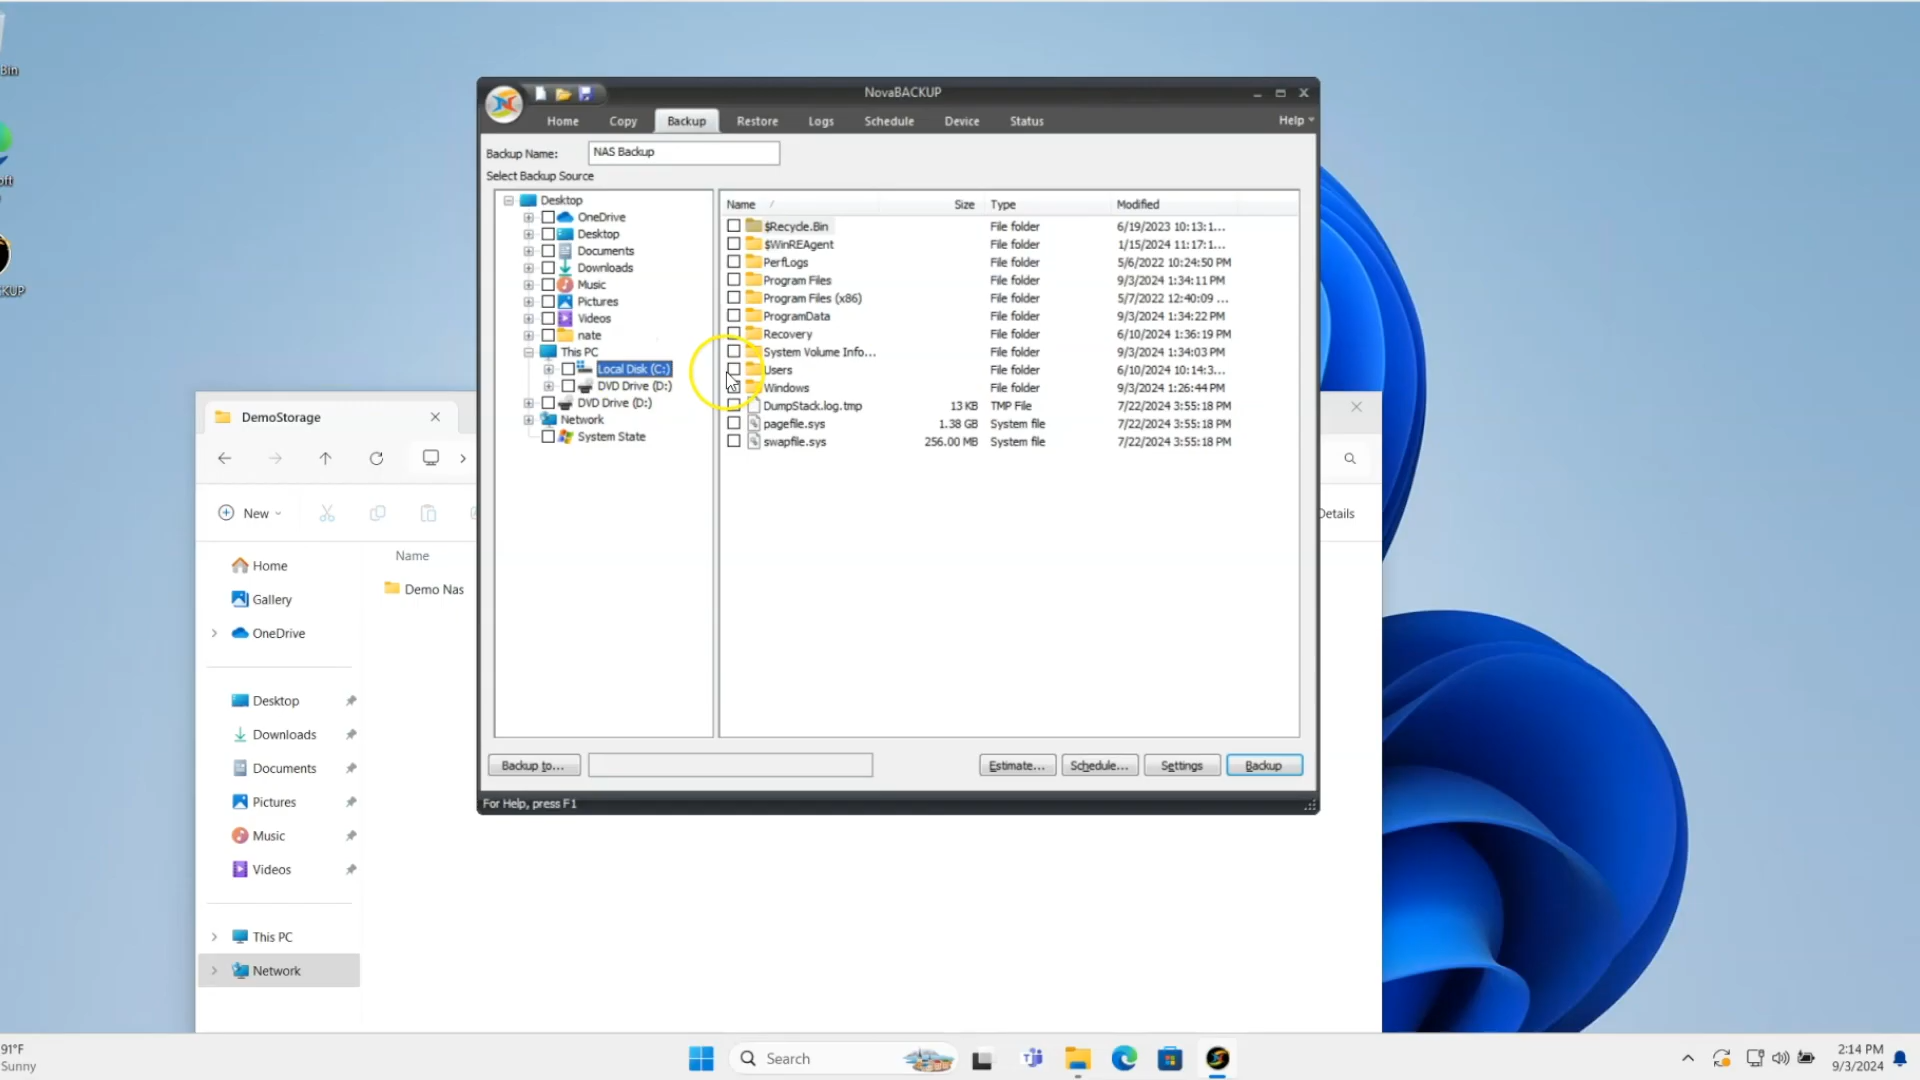 Bin
oft
KUP
NovaBACKUP
Home Copy Backup Restore Logs Schedule Device Status Help
Backup Name: NAS Backup
Select Backup Source
Desktop
OneDrive
Desktop
Documents
Downloads
Music
Pictures
Videos
nate
This PC
Local Disk (C:)
DVD Drive (D:)
DVD Drive (D:)
Network
System State
Name Size Type Modified
$Recycle.Bin File folder 6/19/2023 10:13:1...
$WinREAgent File folder 1/15/2024 11:17:1...
PerfLogs File folder 5/6/2022 10:24:50 PM
Program Files File folder 9/3/2024 1:34:11 PM
Program Files (x86) File folder 5/7/2022 12:40:09 ...
ProgramData File folder 9/3/2024 1:34:22 PM
Recovery File folder 6/10/2024 1:36:19 PM
System Volume Info... File folder 9/3/2024 1:34:03 PM
Users File folder 6/10/2024 10:14:3...
Windows File folder 9/3/2024 1:26:44 PM
DumpStack.log.tmp 13 KB TMP File 7/22/2024 3:55:18 PM
pagefile.sys 1.38 GB System file 7/22/2024 3:55:18 PM
swapfile.sys 256.00 MB System file 7/22/2024 3:55:18 PM
Backup to... Estimate... Schedule... Settings Backup
For Help, press F1
DemoStorage
New
Details
Name
Demo Nas
Home
Gallery
OneDrive
Desktop
Downloads
Documents
Pictures
Music
Videos
This PC
Network
91°F
Sunny
Search
2:14 PM
9/3/2024